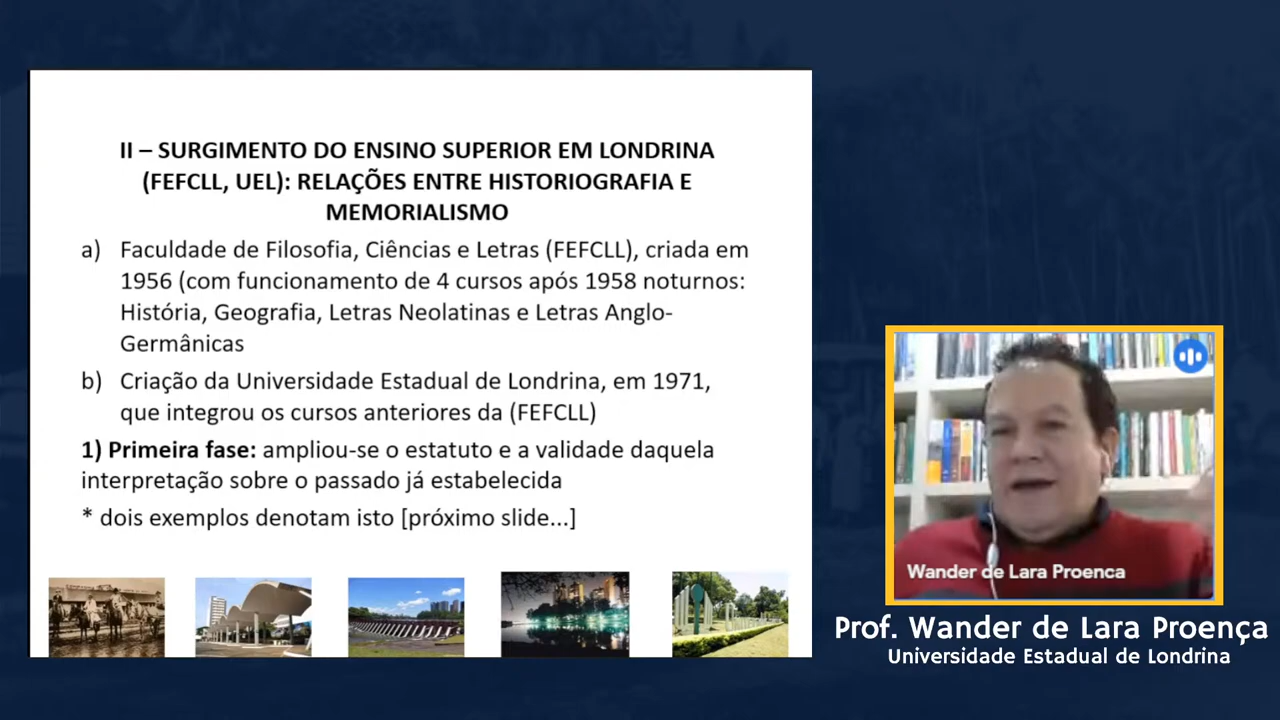 II – SURGIMENTO DO ENSINO SUPERIOR EM LONDRINA
(FEFCLL, UEL): RELAÇÕES ENTRE HISTORIOGRAFIA E
MEMORIALISMO
a) Faculdade de Filosofia, Ciências e Letras (FEFCLL), criada em
1956 (com funcionamento de 4 cursos após 1958 noturnos:
História, Geografia, Letras Neolatinas e Letras Anglo-
Germânicas
b) Criação da Universidade Estadual de Londrina, em 1971,
que integrou os cursos anteriores da (FEFCLL)
1) Primeira fase: ampliou-se o estatuto e a validade daquela
interpretação sobre o passado já estabelecida
* dois exemplos denotam isto [próximo slide...]
Wander de Lara Proenca
Prof. Wander de Lara Proença
Universidade Estadual de Londrina